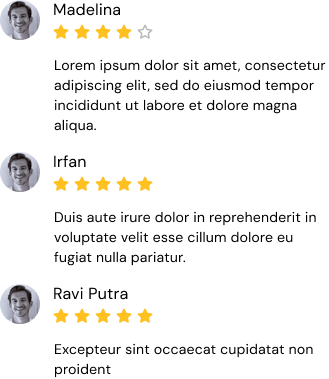 Madelina
Lorem ipsum dolor sit amet, consectetur
adipiscing elit, sed do eiusmod tempor
incididunt ut labore et dolore magna
aliqua.
Irfan
Duis aute irure dolor in reprehenderit in
voluptate velit esse cillum dolore eu
fugiat nulla pariatur.
Ravi Putra
Excepteur sint occaecat cupidatat non
proident